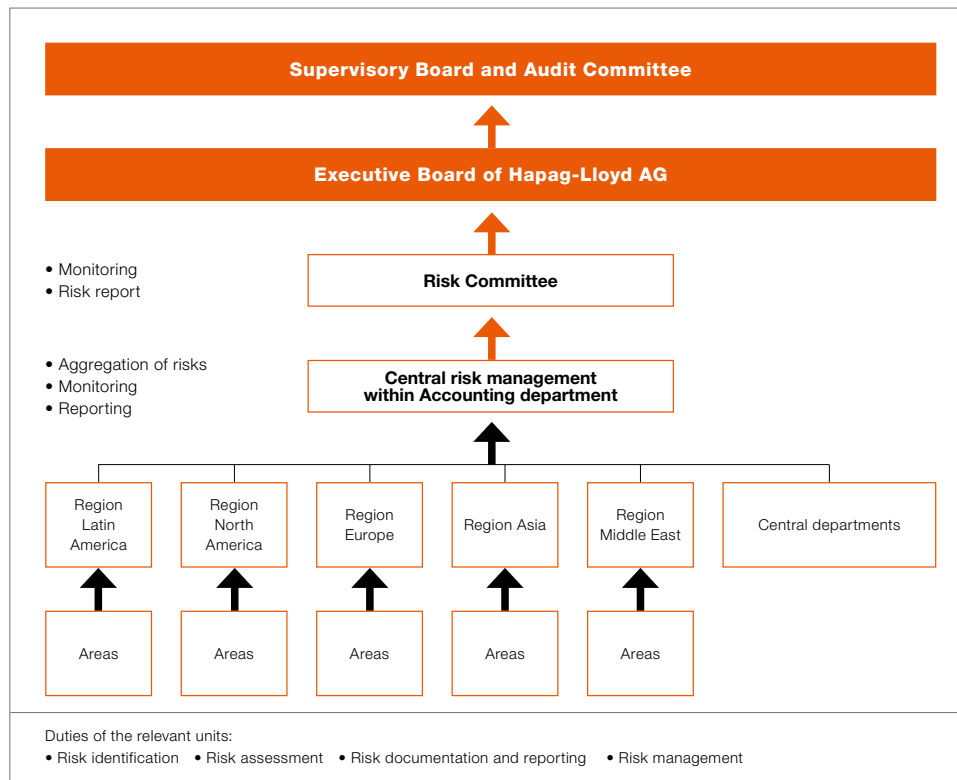 Supervisory Board and Audit Committee
Executive Board of Hapag-Lloyd AG
• Monitoring
• Risk report
Risk Committee
• Aggregation of risks
• Monitoring
• Reporting
Central risk management
within Accounting department
Region
Latin
America
Region
North
America
Region
Europe
Region Asia
Region
Middle East
Central departments
Areas
Areas
Areas
Areas
Areas
Duties of the relevant units:
• Risk identification • Risk assessment • Risk documentation and reporting • Risk management